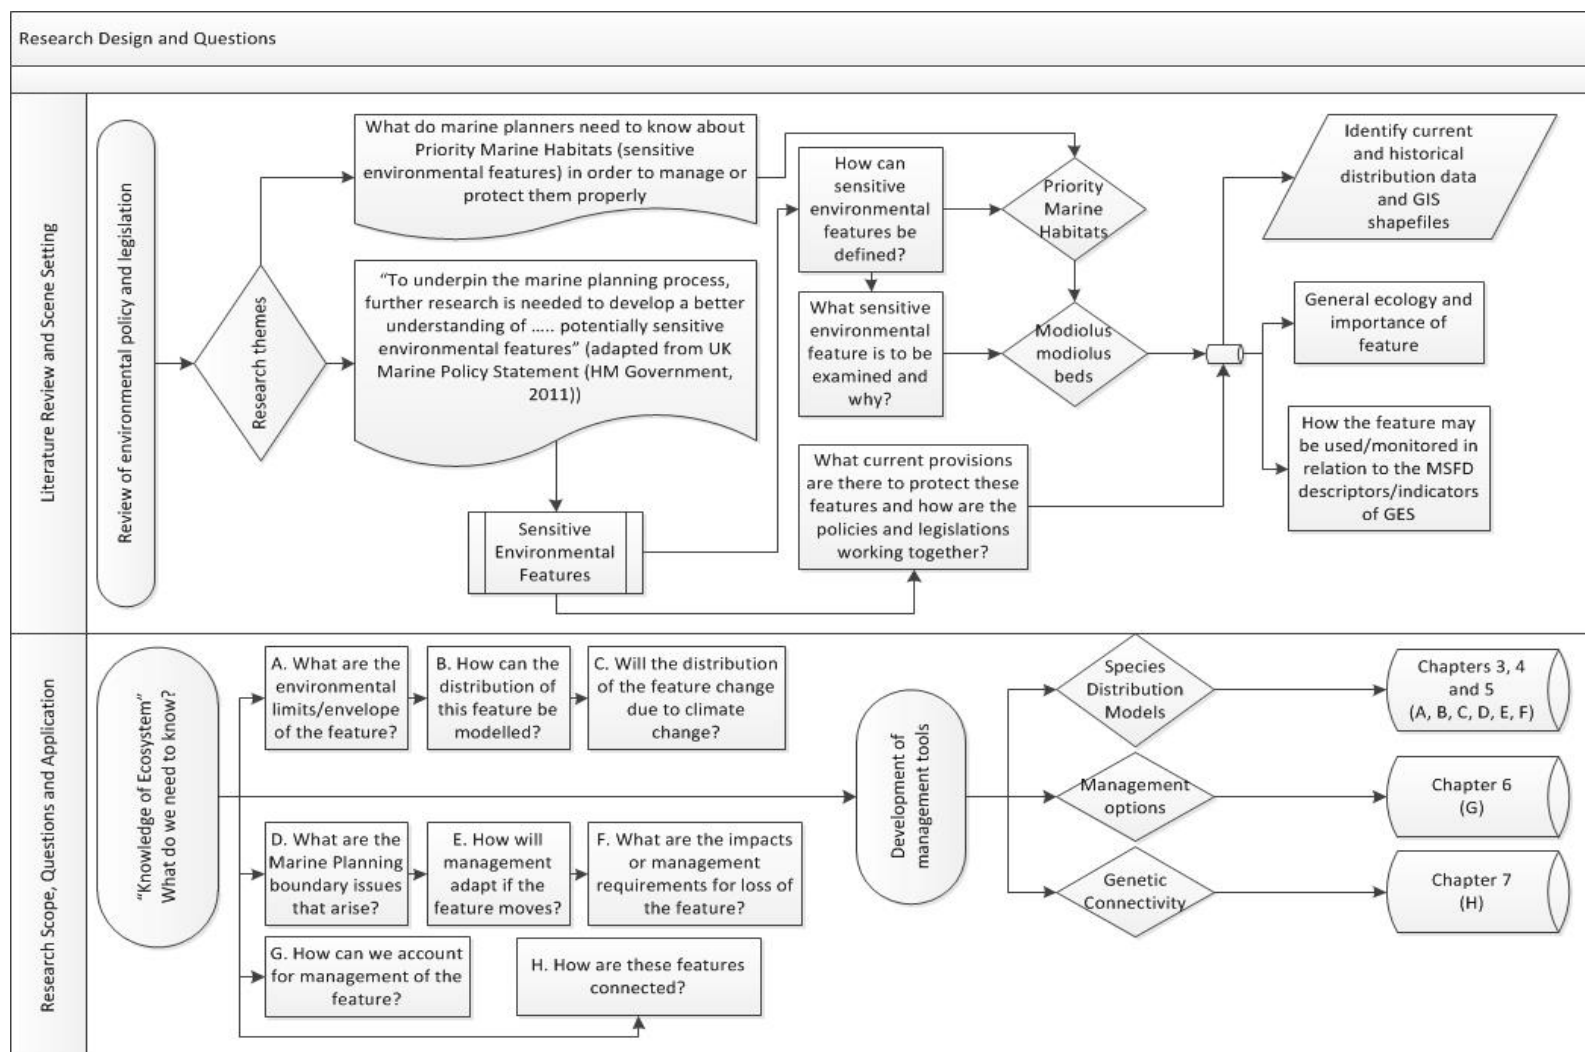 Research Design and Questions
Literature Review and Scene Setting
Review of environmental policy and legislation
Research themes
What do marine planners need to know about
Priority Marine Habitats (sensitive
environmental features) in order to manage or
protect them properly
“To underpin the marine planning process,
further research is needed to develop a better
understanding of ..... potentially sensitive
environmental features” (adapted from UK
Marine Policy Statement (HM Government,
2011))
Sensitive
Environmental
Features
How can
sensitive
environmental
features be
defined?
What sensitive
environmental
feature is to be
examined and
why?
What current provisions
are there to protect these
features and how are the
policies and legislations
working together?
Priority
Marine
Habitats
Modiolus
modiolus
beds
Identify current
and historical
distribution data
and GIS
shapefiles
General ecology and
importance of
feature
How the feature may
be used/monitored in
relation to the MSFD
descriptors/indicators
of GES
Research Scope, Questions and Application
“Knowledge of Ecosystem”
What do we need to know?
A. What are the
environmental
limits/envelope
of the feature?
B. How can the
distribution of
this feature be
modelled?
C. Will the distribution
of the feature change
due to climate
change?
D. What are the
Marine Planning
boundary issues
that arise?
E. How will
management
adapt if the
feature moves?
F. What are the impacts
or management
requirements for loss of
the feature?
G. How can we account
for management of the
feature?
H. How are these features
connected?
Development of
management tools
Species
Distribution
Models
Management
options
Genetic
Connectivity
Chapters 3, 4
and 5
(A, B, C, D, E, F)
Chapter 6
(G)
Chapter 7
(H)